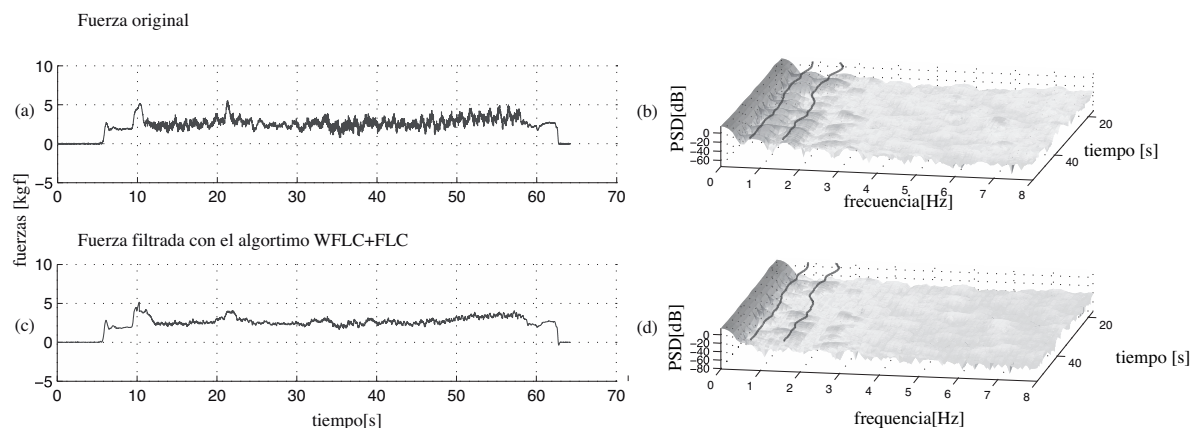 Fuerza original
(a)
10
5
0
−5
0 10 20 30 40 50 60 70
(b)
PSD[dB]
0
−20
−40
−60
0 1 2 3 4 5 6 7 8
frecuencia[Hz]
20
40
tiempo [s]
fuerzas [kgf]
Fuerza filtrada con el algortimo WFLC+FLC
(c)
10
5
0
−5
0 10 20 30 40 50 60 70
tiempo[s]
(d)
PSD[dB]
0
−20
−40
−60
−80
0 1 2 3 4 5 6 7 8
frequencia[Hz]
20
40
tiempo [s]